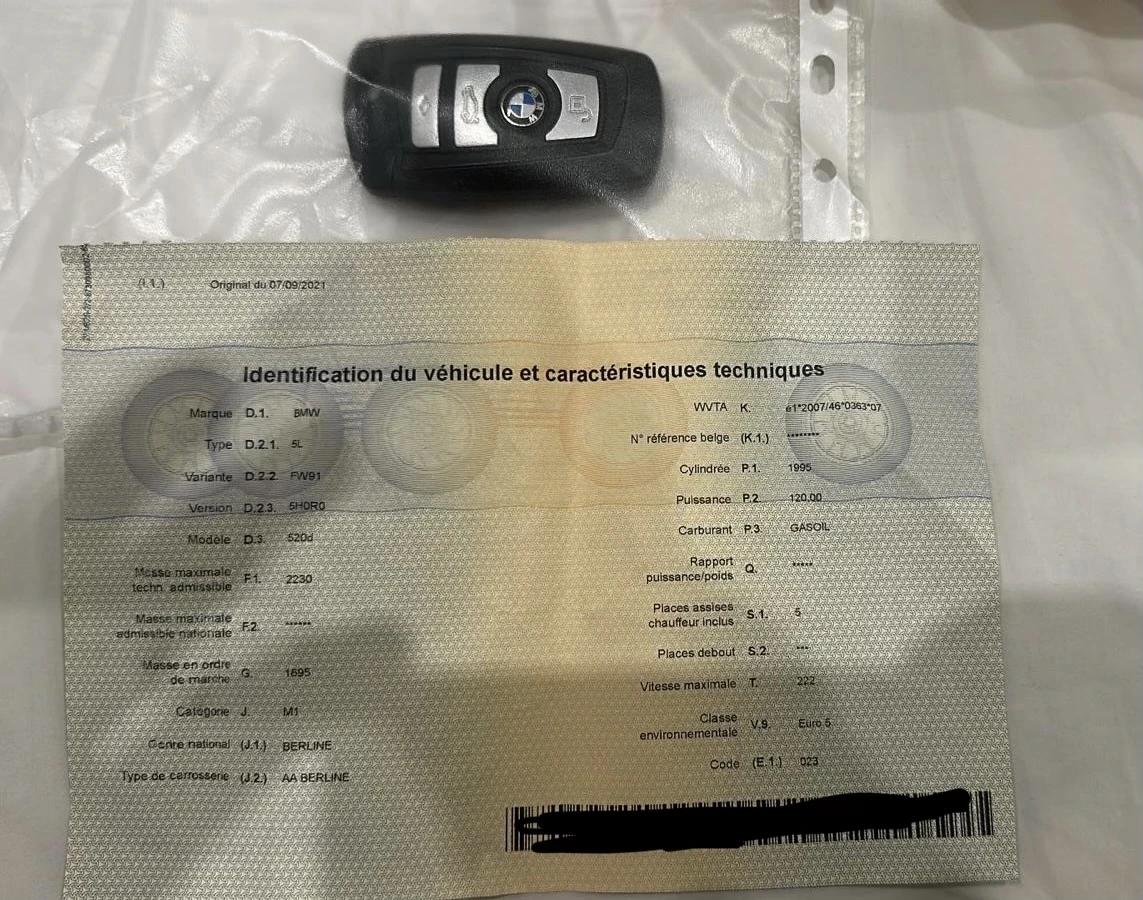 BMW
(I.1.) Original du 07/09/2021
Identification du véhicule et caractéristiques techniques
Marque D.1. BMW
Type D.2.1. 5L
Variante D.2.2. FW91
Version D.2.3. 5H0R0
Modèle D.3. 520d
Masse maximale
techn. admissible F.1. 2230
Masse maximale
admissible nationale F.2. ******
Masse en ordre
de marche G. 1695
Catégorie J. M1
Genre national (J.1.) BERLINE
Type de carrosserie (J.2.) AA BERLINE
WVTA K. e1*2007/46*0363*07
N° référence belge (K.1.) ********
Cylindrée P.1. 1995
Puissance P.2. 120,00
Carburant P.3. GASOIL
Rapport
puissance/poids Q. *****
Places assises
chauffeur inclus S.1. 5
Places debout S.2. ***
Vitesse maximale T. 222
Classe
environnementale V.9. Euro 5
Code (E.1.) 023